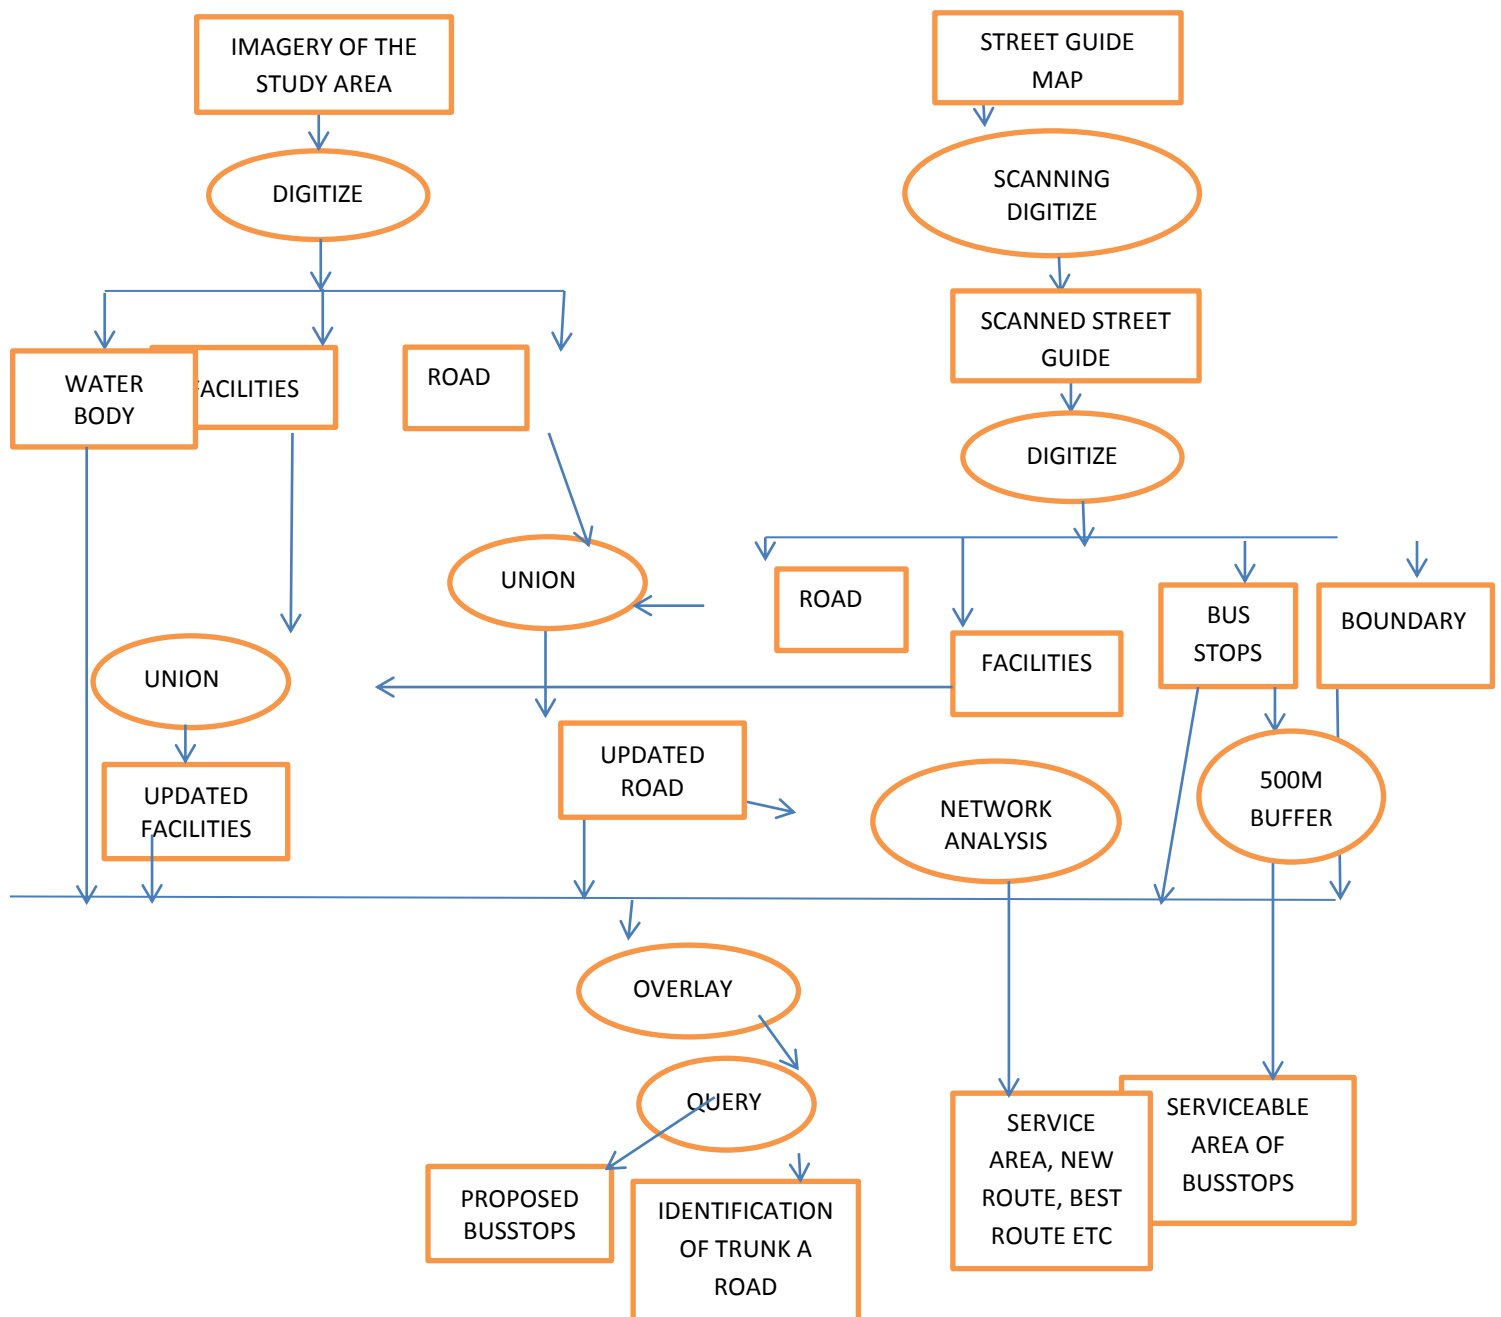 IMAGERY OF THE
STUDY AREA
STREET GUIDE
MAP
DIGITIZE
SCANNING
DIGITIZE
SCANNED STREET
GUIDE
WATER
BODY
FACILITIES
ROAD
DIGITIZE
UNION
ROAD
BUS
STOPS
BOUNDARY
FACILITIES
UNION
UPDATED
ROAD
500M
BUFFER
NETWORK
ANALYSIS
UPDATED
FACILITIES
OVERLAY
QUERY
PROPOSED
BUSSTOPS
IDENTIFICATION
OF TRUNK A
ROAD
SERVICE
AREA, NEW
ROUTE, BEST
ROUTE ETC
SERVICEABLE
AREA OF
BUSSTOPS